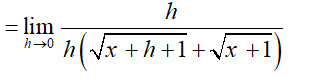 = lim h→0 h / h(√(x + h + 1) + √(x + 1))